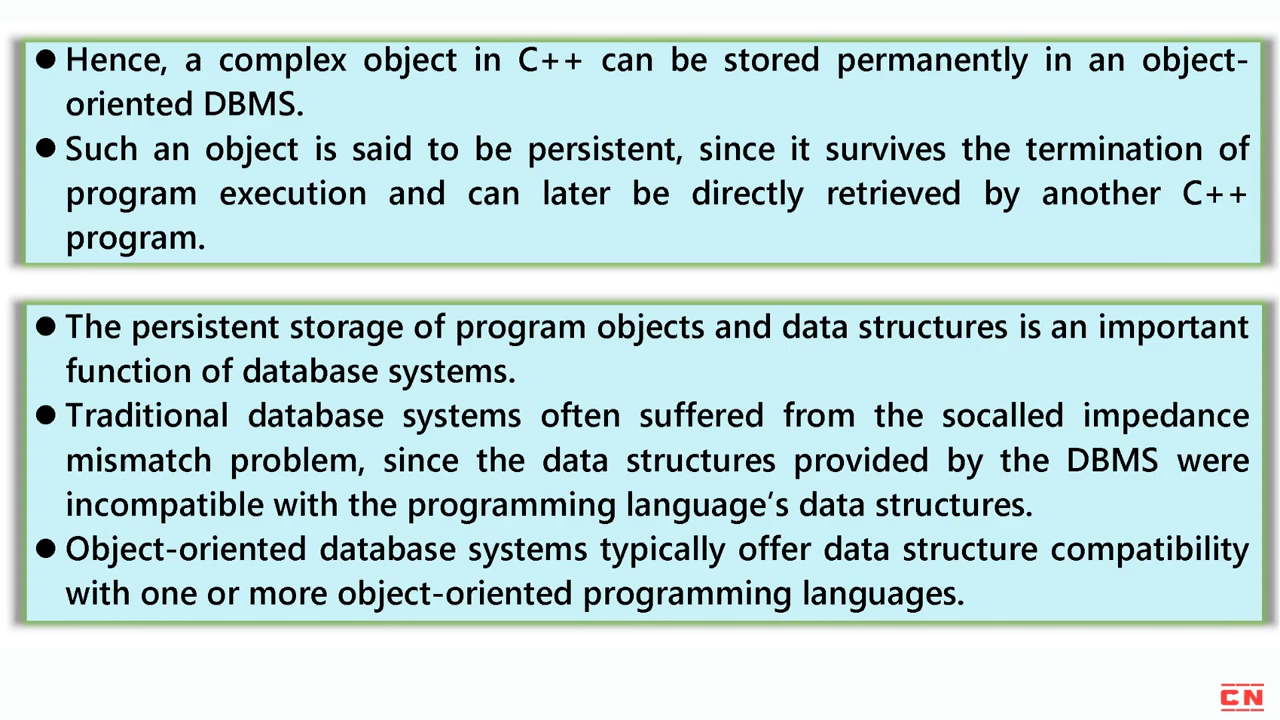 ● Hence, a complex object in C++ can be stored permanently in an object-
oriented DBMS.
● Such an object is said to be persistent, since it survives the termination of
program execution and can later be directly retrieved by another C++
program.
● The persistent storage of program objects and data structures is an important
function of database systems.
● Traditional database systems often suffered from the socalled impedance
mismatch problem, since the data structures provided by the DBMS were
incompatible with the programming language’s data structures.
● Object-oriented database systems typically offer data structure compatibility
with one or more object-oriented programming languages.
CN